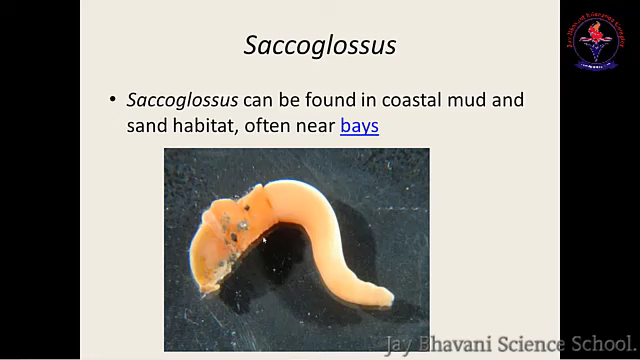 Saccoglossus
• Saccoglossus can be found in coastal mud and
sand habitat, often near bays
Jay Bhavani Science School.